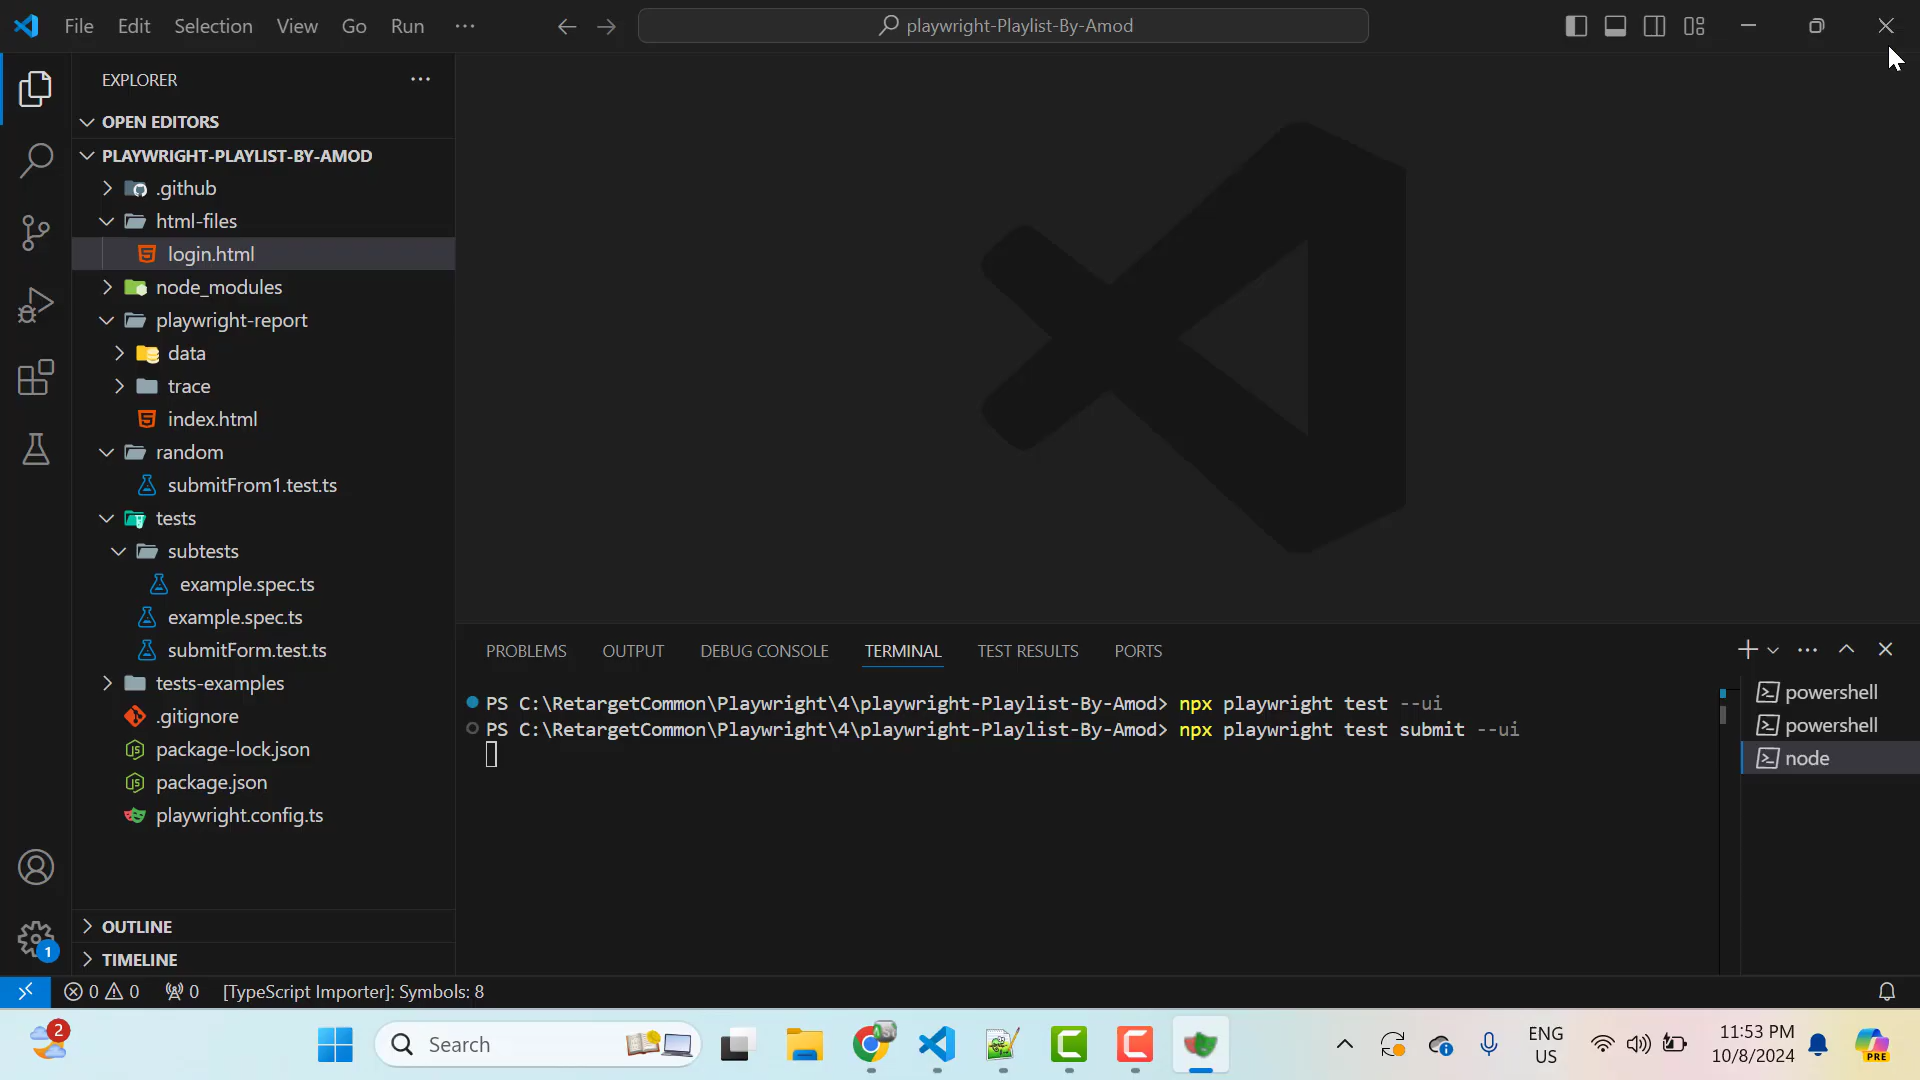 File Edit Selection View Go Run ···
playwright-Playlist-By-Amod
EXPLORER
OPEN EDITORS
PLAYWRIGHT-PLAYLIST-BY-AMOD
.github
html-files
login.html
node_modules
playwright-report
data
trace
index.html
random
submitFrom1.test.ts
tests
subtests
example.spec.ts
example.spec.ts
submitForm.test.ts
tests-examples
.gitignore
package-lock.json
package.json
playwright.config.ts
OUTLINE
TIMELINE
PROBLEMS OUTPUT DEBUG CONSOLE TERMINAL TEST RESULTS PORTS
PS C:\RetargetCommon\Playwright\4\playwright-Playlist-By-Amod> npx playwright test --ui
PS C:\RetargetCommon\Playwright\4\playwright-Playlist-By-Amod> npx playwright test submit --ui
powershell
powershell
node
1
0 0 0 [TypeScript Importer]: Symbols: 8
2
Search
ENG
US
11:53 PM
10/8/2024
PRE